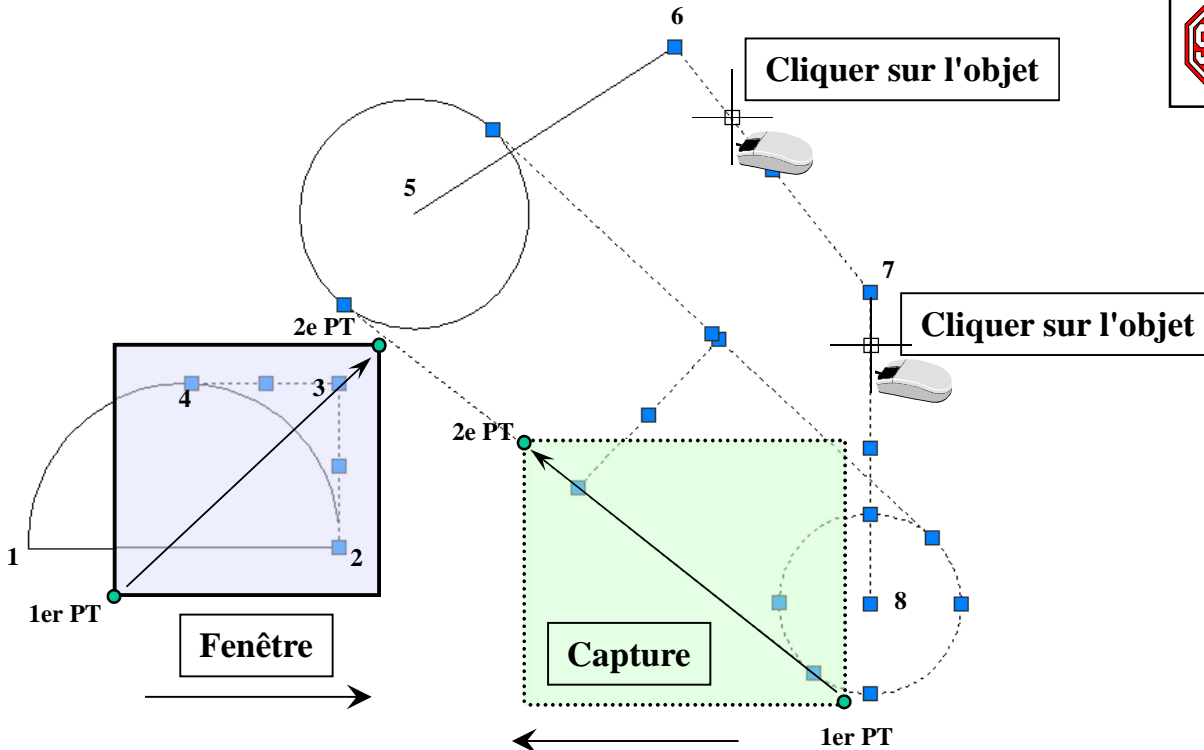 6
Cliquer sur l'objet
5
7
2e PT
Cliquer sur l'objet
3
4
2e PT
1
2
1er PT
8
Fenêtre
Capture
1er PT